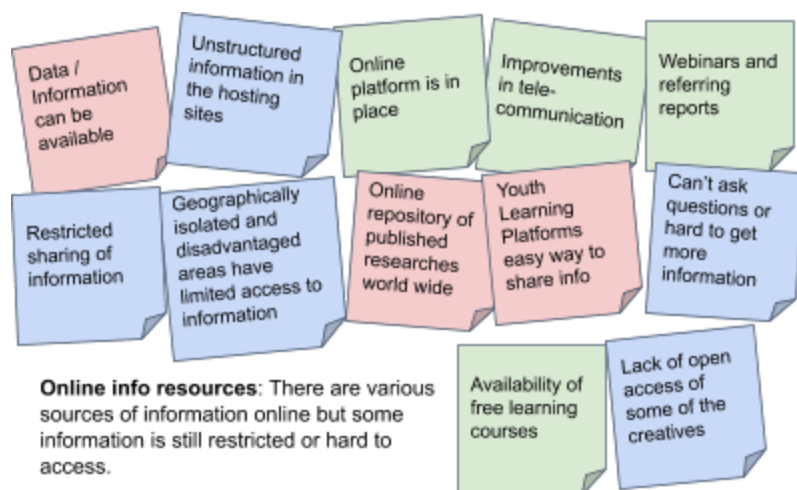 Data /
Information
can be
available
Unstructured
information in
the hosting
sites
Online
platform is in
place
Improvements
in tele-
communication
Webinars and
referring
reports
Restricted
sharing of
information
Geographically
isolated and
disadvantaged
areas have
limited access to
information
Online
repository of
published
researches
world wide
Youth
Learning
Platforms
easy way to
share info
Can't ask
questions or
hard to get
more
information
Online info resources: There are various
sources of information online but some
information is still restricted or hard to
access.
Availability of
free learning
courses
Lack of open
access of
some of the
creatives